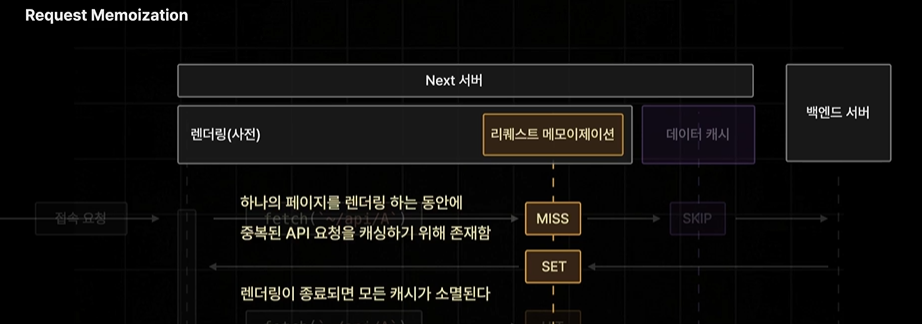 Request Memoization
Next 서버
백엔드 서버
렌더링(사전)
리퀘스트 메모이제이션
데이터 캐시
하나의 페이지를 렌더링 하는 동안에
접속 요청
fetch(`~/api/A`)
MISS
SKIP
중복된 API 요청을 캐싱하기 위해 존재함
SET
렌더링이 종료되면 모든 캐시가 소멸된다